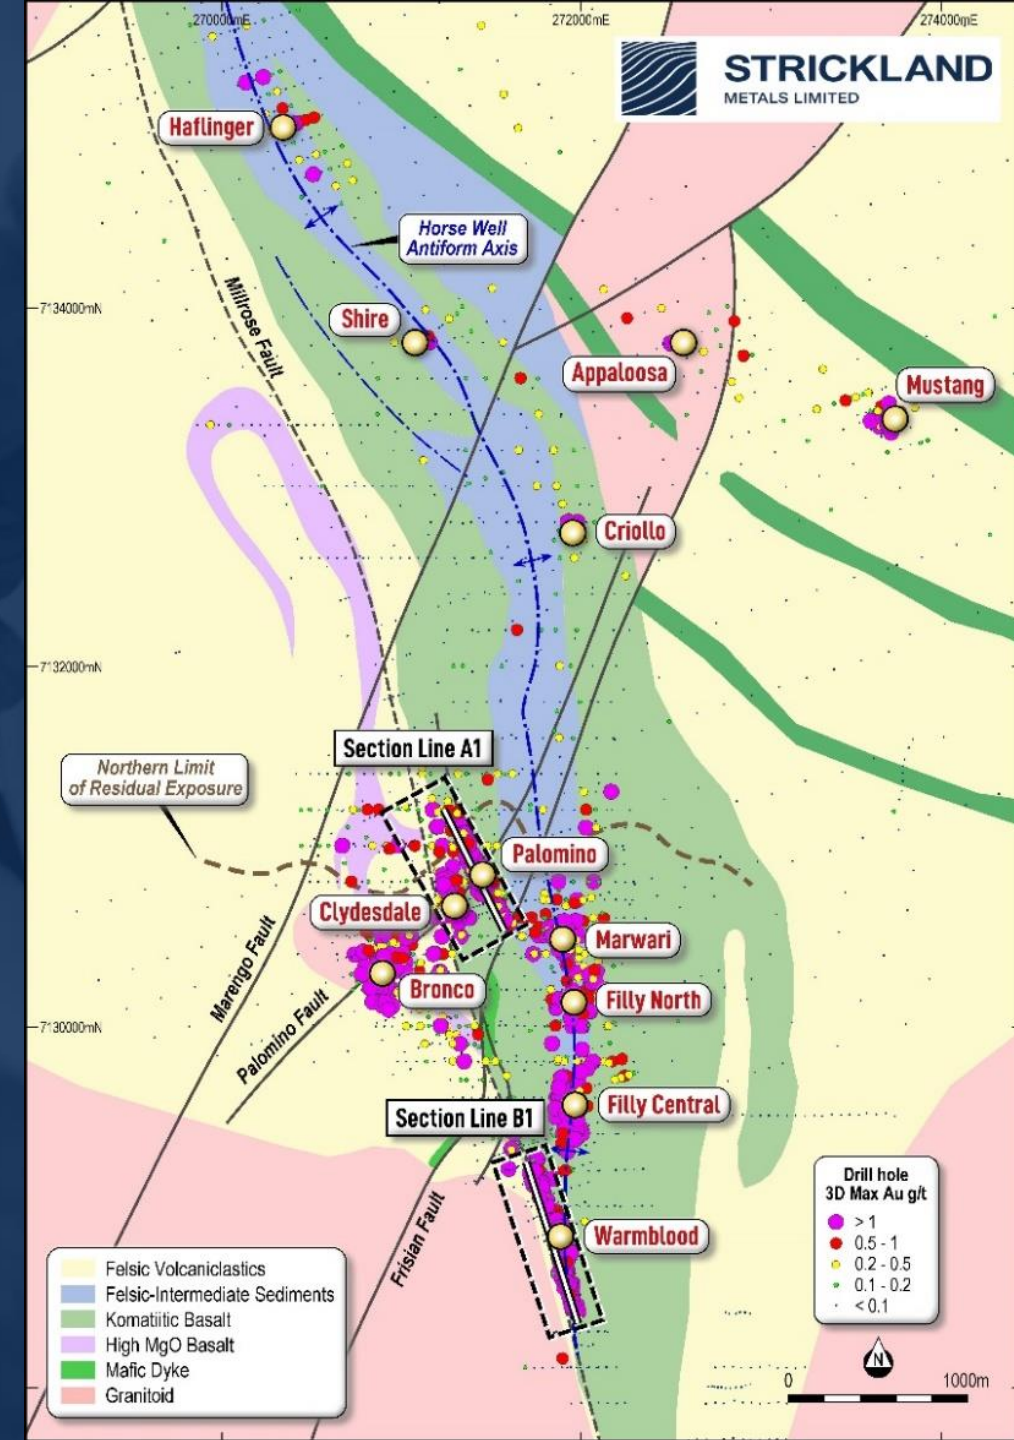 270000mE
272000mE
274000mE
STRICKLAND
METALS LIMITED
Haflinger
Horse Well
Antiform Axis
Millrose Fault
7134000mN
Shire
Appaloosa
Mustang
Criollo
7132000mN
Section Line A1
Northern Limit
of Residual Exposure
Palomino
Clydesdale
Marwari
Bronco
Filly North
Marengo Fault
Palomino Fault
7130000mN
Filly Central
Section Line B1
Warmblood
Frisian Fault
Drill hole
3D Max Au g/t
> 1
0.5 - 1
0.2 - 0.5
0.1 - 0.2
< 0.1
N
0 1000m
Felsic Volcaniclastics
Felsic-Intermediate Sediments
Komatiitic Basalt
High MgO Basalt
Mafic Dyke
Granitoid